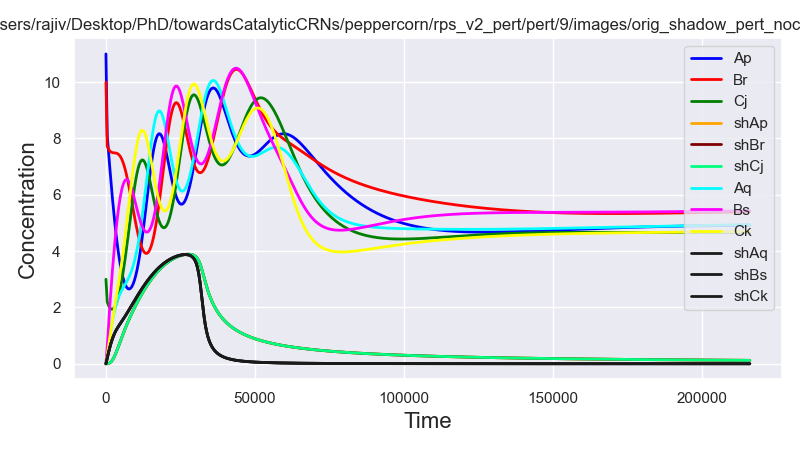 sers/rajiv/Desktop/PhD/towardsCatalyticCRNs/peppercorn/rps_v2_pert/pert/9/images/orig_shadow_pert_noc
Concentration
10
8
6
4
2
0
0
50000
100000
150000
200000
Time
Ap
Br
Cj
shAp
shBr
shCj
Aq
Bs
Ck
shAq
shBs
shCk